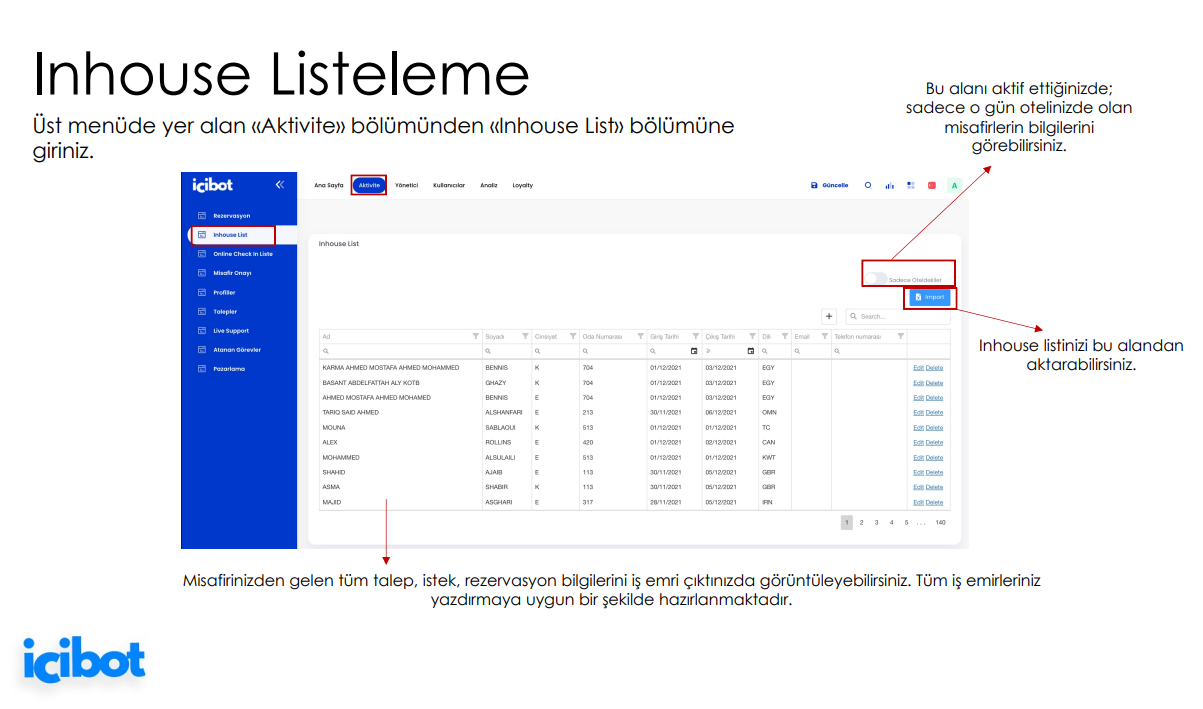 Inhouse Listeleme
Üst menüde yer alan «Aktivite» bölümünden «Inhouse List» bölümüne
giriniz.
Bu alanı aktif ettiğinizde;
sadece o gün otelinizde olan
misafirlerin bilgilerini
görebilirsiniz.
icibot
Ana Sayfa Aktivite Yönetici Kullanıcılar Analiz Loyalty
Güncelle A
Rezervasyon
Inhouse List
Online Check In Liste
Misafir Onayı
Profiller
Talepler
Live Support
Atanan Görevler
Pazarlama
Inhouse List
Sadece Oteldekiler
Import
+ Search...
Ad Soyadı Cinsiyet Oda Numarası Giriş Tarihi Çıkış Tarihi Dili Email Telefon numarası
KARMA AHMED MOSTAFA AHMED MOHAMMED BENNIS K 704 01/12/2021 03/12/2021 EGY Edit Delete
BASANT ABDELFATTAH ALY KOTB GHAZY K 704 01/12/2021 03/12/2021 EGY Edit Delete
AHMED MOSTAFA AHMED MOHAMED BENNIS E 704 01/12/2021 03/12/2021 EGY Edit Delete
TARIQ SAID AHMED ALSHANFARI E 213 30/11/2021 06/12/2021 OMN Edit Delete
MOUNA SABLAOUI K 513 01/12/2021 01/12/2021 TC Edit Delete
ALEX ROLLINS E 420 01/12/2021 02/12/2021 CAN Edit Delete
MOHAMMED ALSULAILI E 513 01/12/2021 01/12/2021 KWT Edit Delete
SHAHID AJAIB E 113 30/11/2021 05/12/2021 GBR Edit Delete
ASMA SHABIR K 113 30/11/2021 05/12/2021 GBR Edit Delete
MAJID ASGHARI E 317 28/11/2021 05/12/2021 IRN Edit Delete
1 2 3 4 5 ... 140
Inhouse listinizi bu alandan
aktarabilirsiniz.
Misafirinizden gelen tüm talep, istek, rezervasyon bilgilerini iş emri çıktınızda görüntüleyebilirsiniz. Tüm iş emirleriniz
yazdırmaya uygun bir şekilde hazırlanmaktadır.
icibot